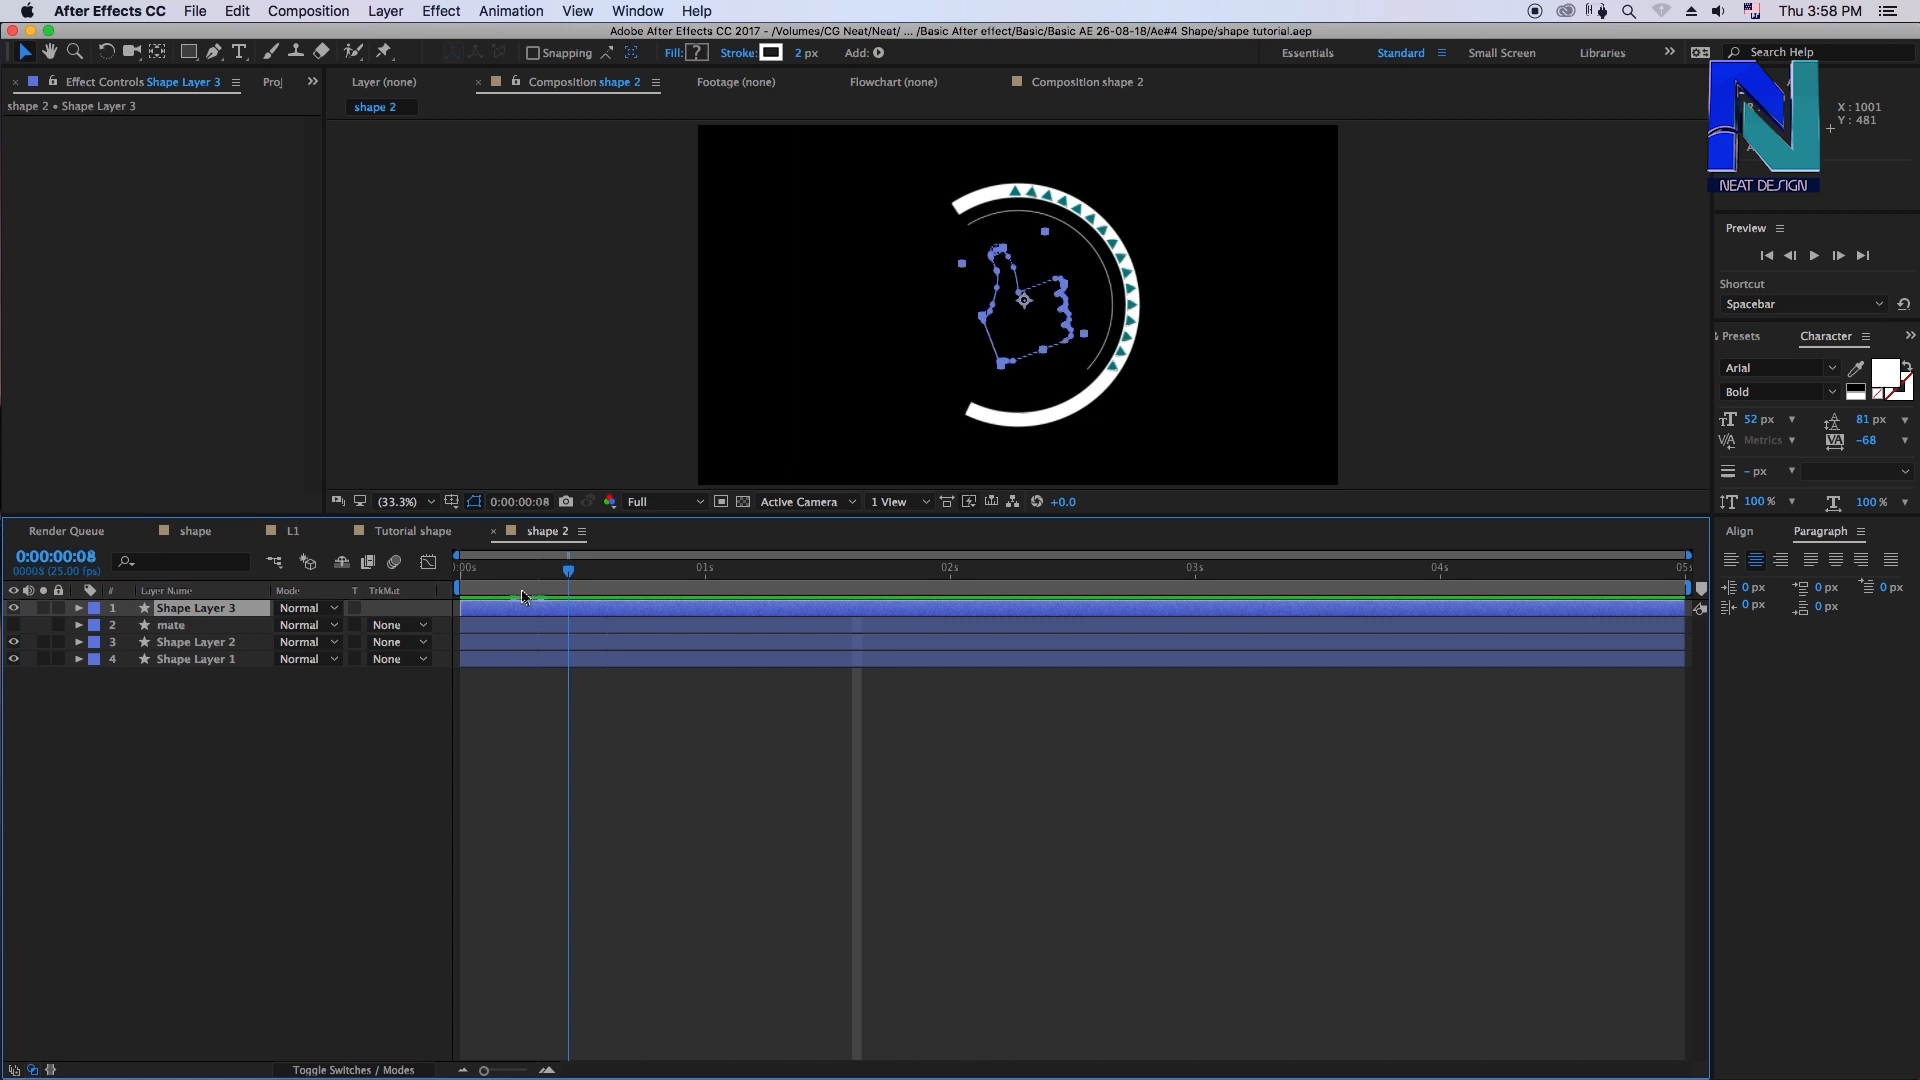 After Effects CC File Edit Composition Layer Effect Animation View Window Help Thu 3:58 PM
Adobe After Effects CC 2017 - /Volumes/CG Neat/Neat/ ... /Basic After effect/Basic/Basic AE 26-08-18/Ae#4 Shape/shape tutorial.aep
Snapping Fill: ? Stroke: 2 px Add: Essentials Standard Small Screen Libraries Search Help
Effect Controls Shape Layer 3 Layer (none) Composition shape 2 Footage (none) Flowchart (none) Composition shape 2
shape 2 • Shape Layer 3
shape 2
X : 1001
Y : 481
NEAT DESIGN
Preview
Shortcut
Spacebar
Presets Character
Arial
Bold
52 px 81 px
Metrics -68
- px
100 % 100 %
(33.3%) 0:00:00:08 Full Active Camera 1 View +0.0
Render Queue shape L1 Tutorial shape shape 2
Align Paragraph
0:00:00:08
00008 (25.00 fps)
:00s 01s 02s 03s 04s 05s
# Layer Name Mode T TrkMat
1 Shape Layer 3 Normal
2 mate Normal None
3 Shape Layer 2 Normal None
4 Shape Layer 1 Normal None
0 px 0 px 0 px
0 px 0 px
Toggle Switches / Modes